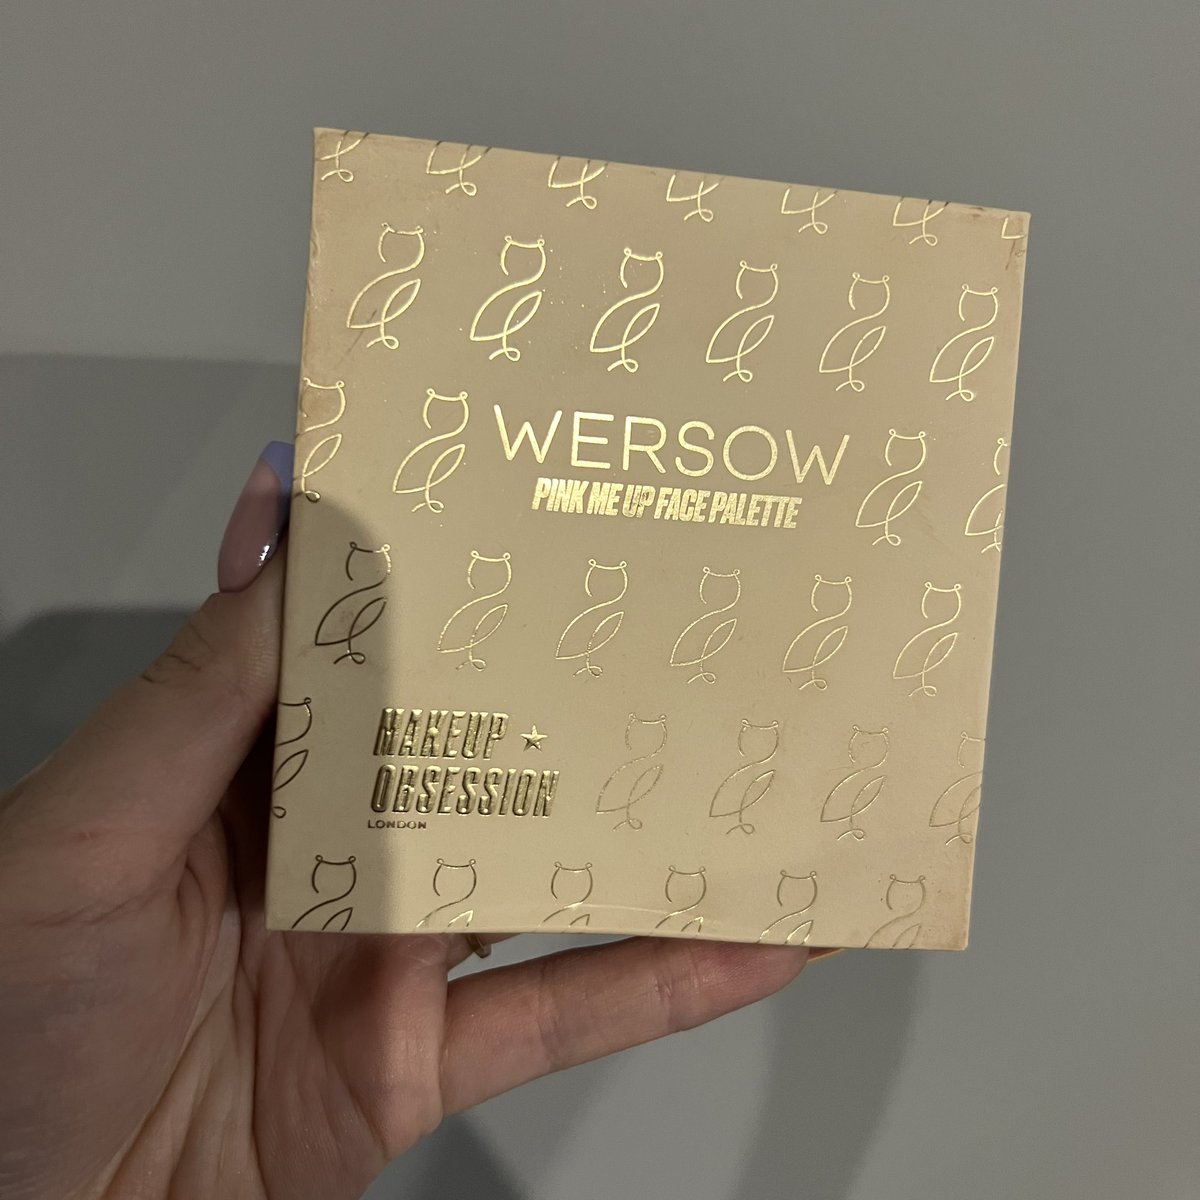 WERSOW
PINK ME UP FACE PALETTE
MAKEUP
OBSESSION
LONDON